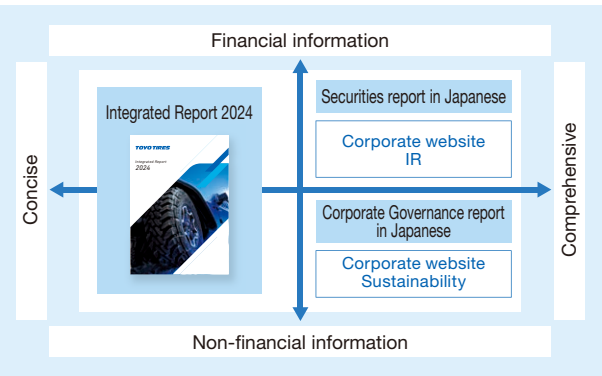 Financial information
Concise
Integrated Report 2024
TOYO TIRES
Integrated Report
2024
Securities report in Japanese
Corporate website
IR
Corporate Governance report
in Japanese
Corporate website
Sustainability
Comprehensive
Non-financial information